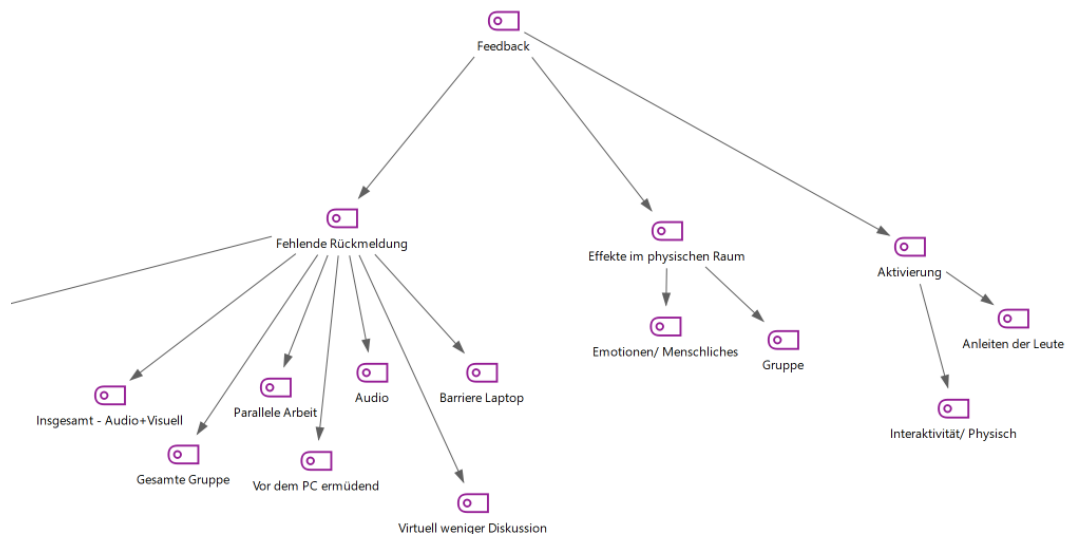 Feedback
Fehlende Rückmeldung
Effekte im physischen Raum
Aktivierung
Emotionen/ Menschliches
Gruppe
Anleiten der Leute
Insgesamt - Audio+Visuell
Parallele Arbeit
Audio
Barriere Laptop
Interaktivität/ Physisch
Gesamte Gruppe
Vor dem PC ermüdend
Virtuell weniger Diskussion